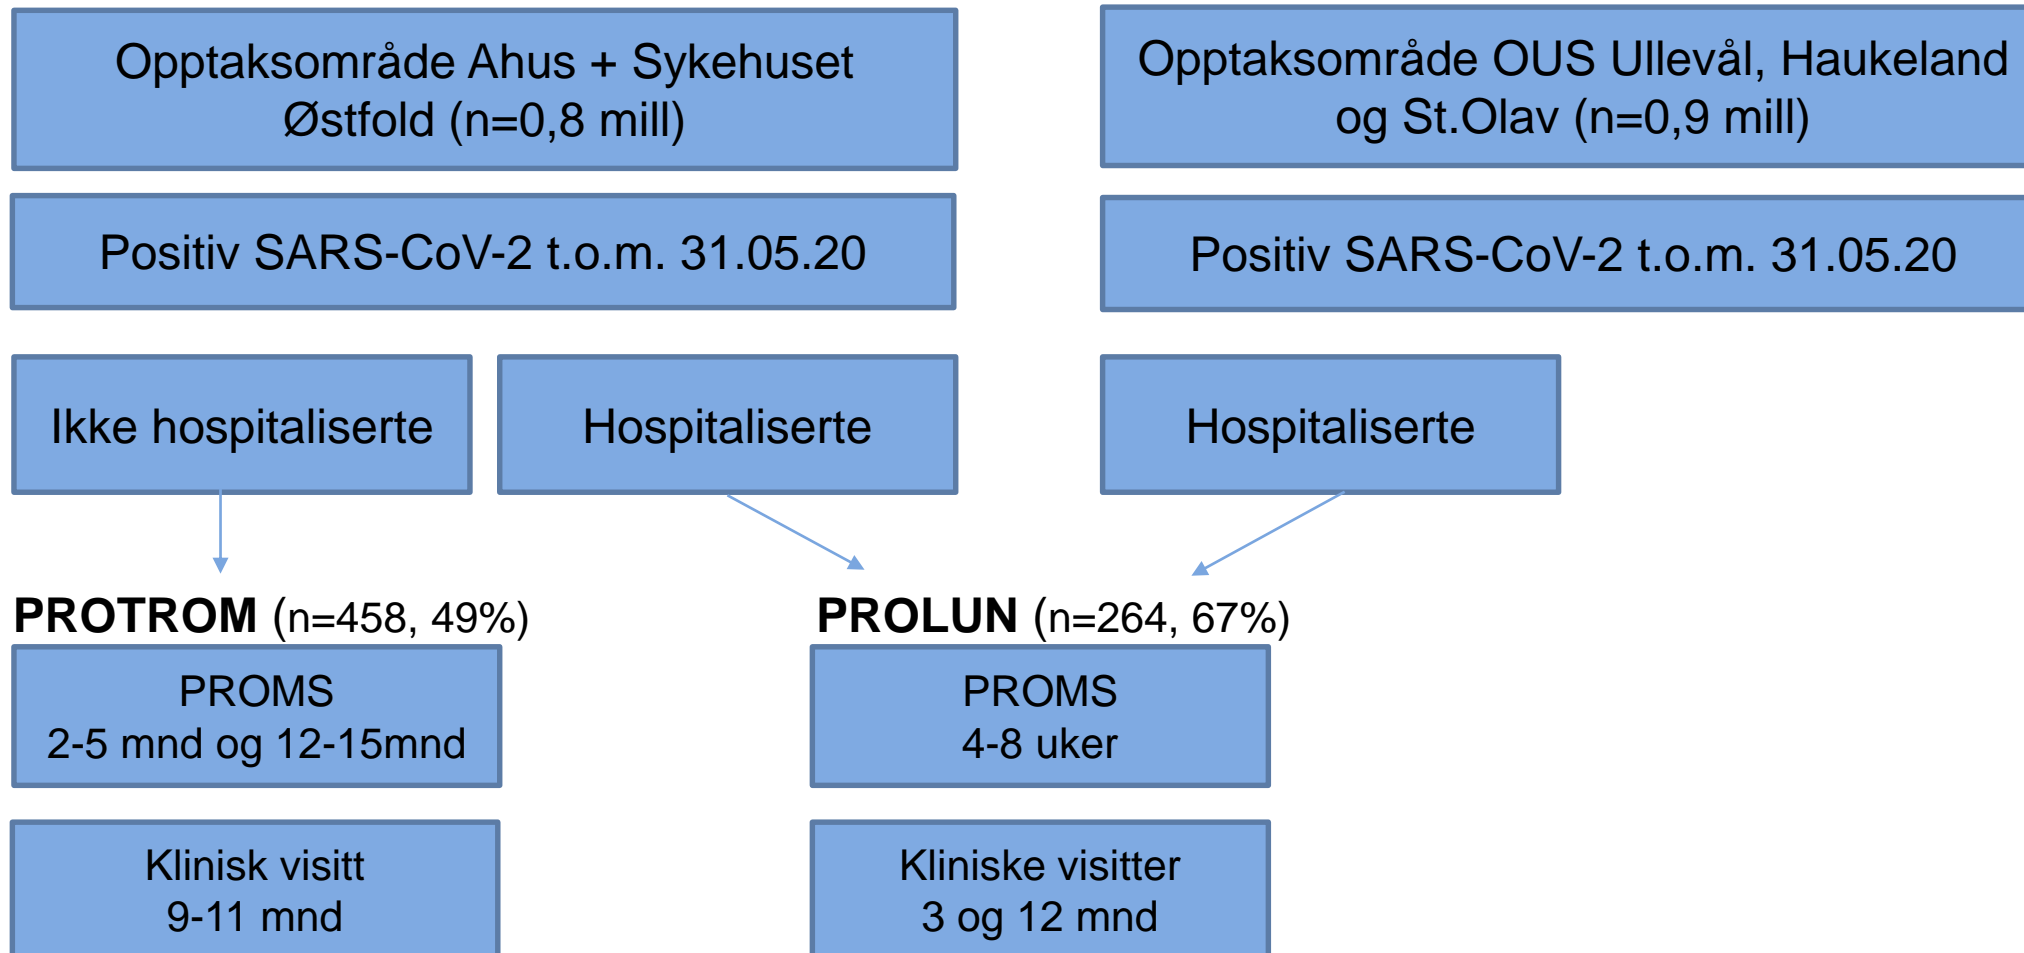 Opptaksområde Ahus + Sykehuset
Østfold (n=0,8 mill)
Opptaksområde OUS Ullevål, Haukeland
og St.Olav (n=0,9 mill)
Positiv SARS-CoV-2 t.o.m. 31.05.20
Positiv SARS-CoV-2 t.o.m. 31.05.20
Ikke hospitaliserte
Hospitaliserte
Hospitaliserte
PROTROM (n=458, 49%)
PROLUN (n=264, 67%)
PROMS
2-5 mnd og 12-15mnd
PROMS
4-8 uker
Klinisk visitt
9-11 mnd
Kliniske visitter
3 og 12 mnd